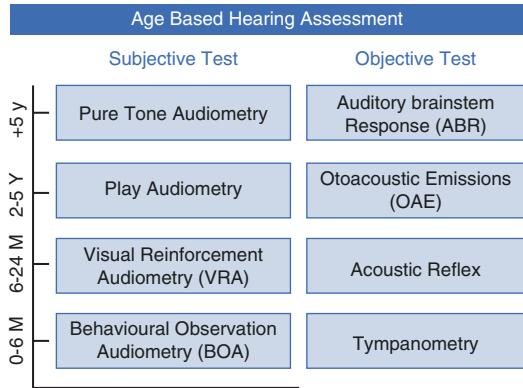 Age Based Hearing Assessment
Subjective Test
Objective Test
+5 y
Pure Tone Audiometry
Auditory brainstem
Response (ABR)
2-5 Y
Play Audiometry
Otoacoustic Emissions
(OAE)
6-24 M
Visual Reinforcement
Audiometry (VRA)
Acoustic Reflex
0-6 M
Behavioural Observation
Audiometry (BOA)
Tympanometry